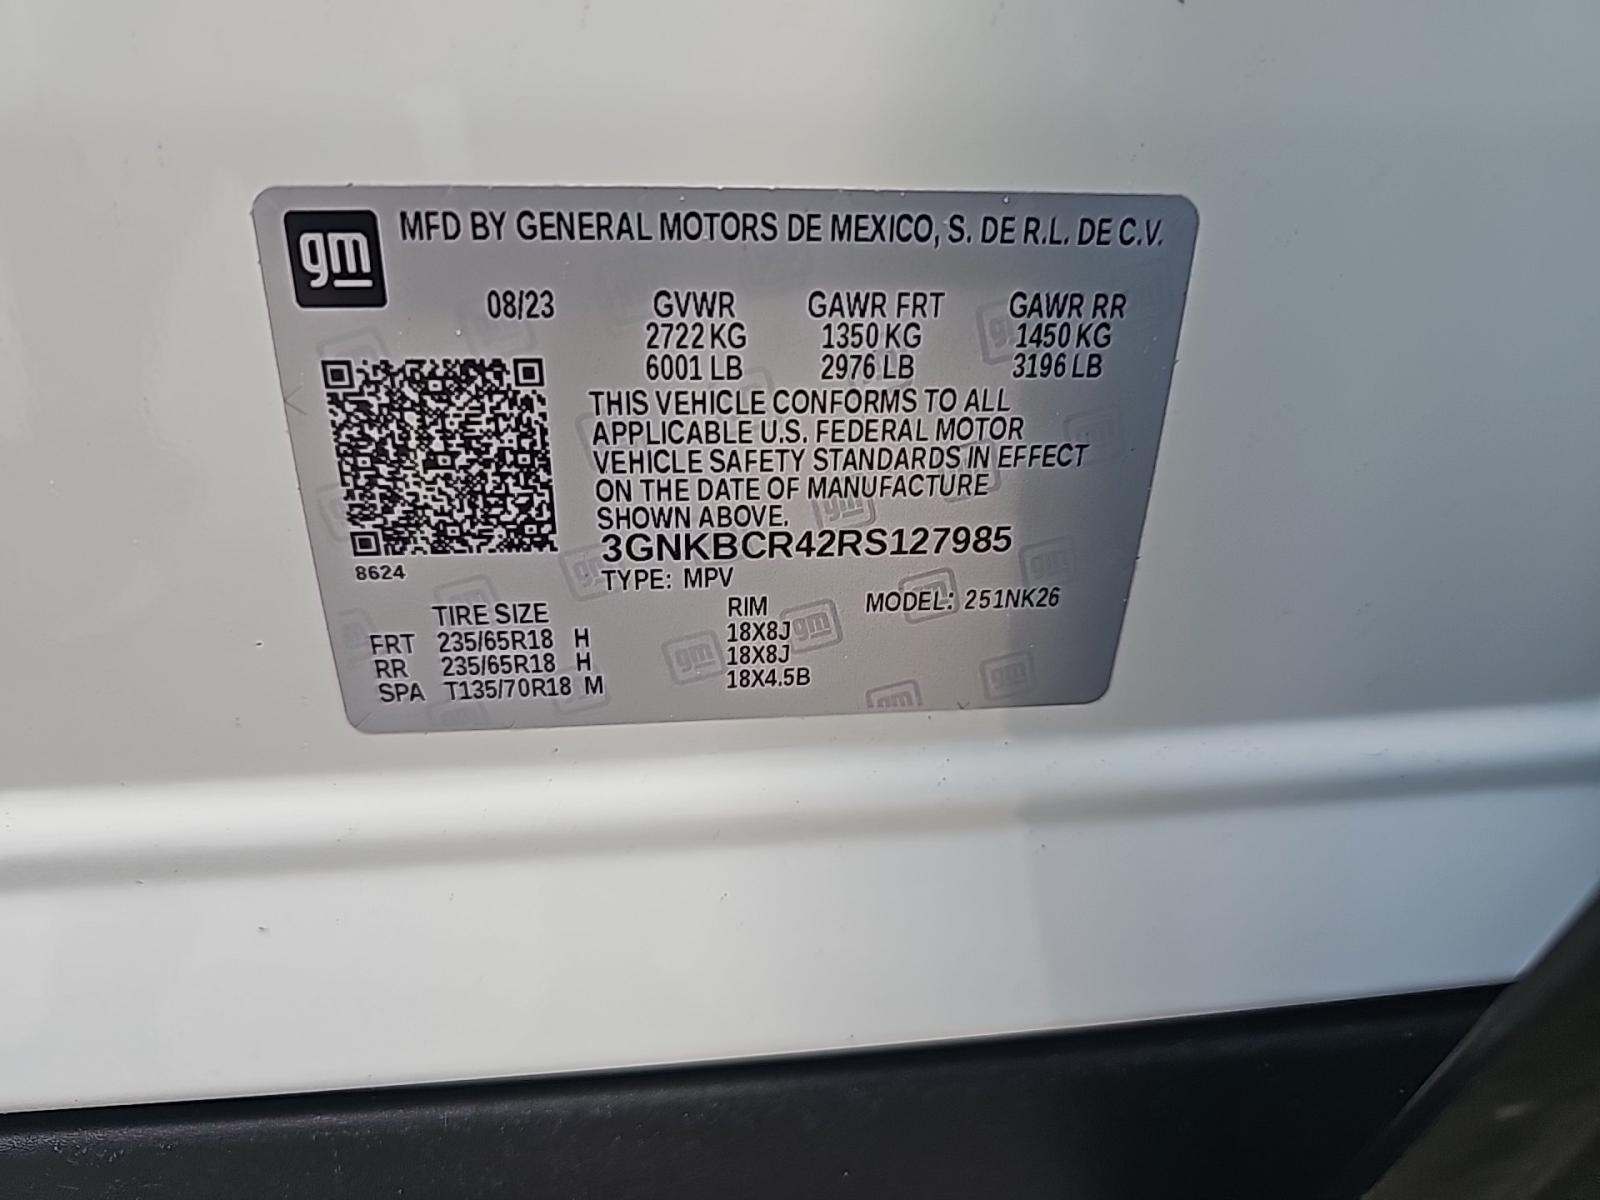 gm MFD BY GENERAL MOTORS DE MEXICO, S. DE R.L. DE C.V.
08/23 GVWR GAWR FRT GAWR RR
2722 KG 1350 KG 1450 KG
6001 LB 2976 LB 3196 LB
THIS VEHICLE CONFORMS TO ALL
APPLICABLE U.S. FEDERAL MOTOR
VEHICLE SAFETY STANDARDS IN EFFECT
ON THE DATE OF MANUFACTURE
SHOWN ABOVE.
3GNKBCR42RS127985
8624 TYPE: MPV
TIRE SIZE RIM MODEL: 251NK26
FRT 235/65R18 H 18X8J
RR 235/65R18 H 18X8J
SPA T135/70R18 M 18X4.5B